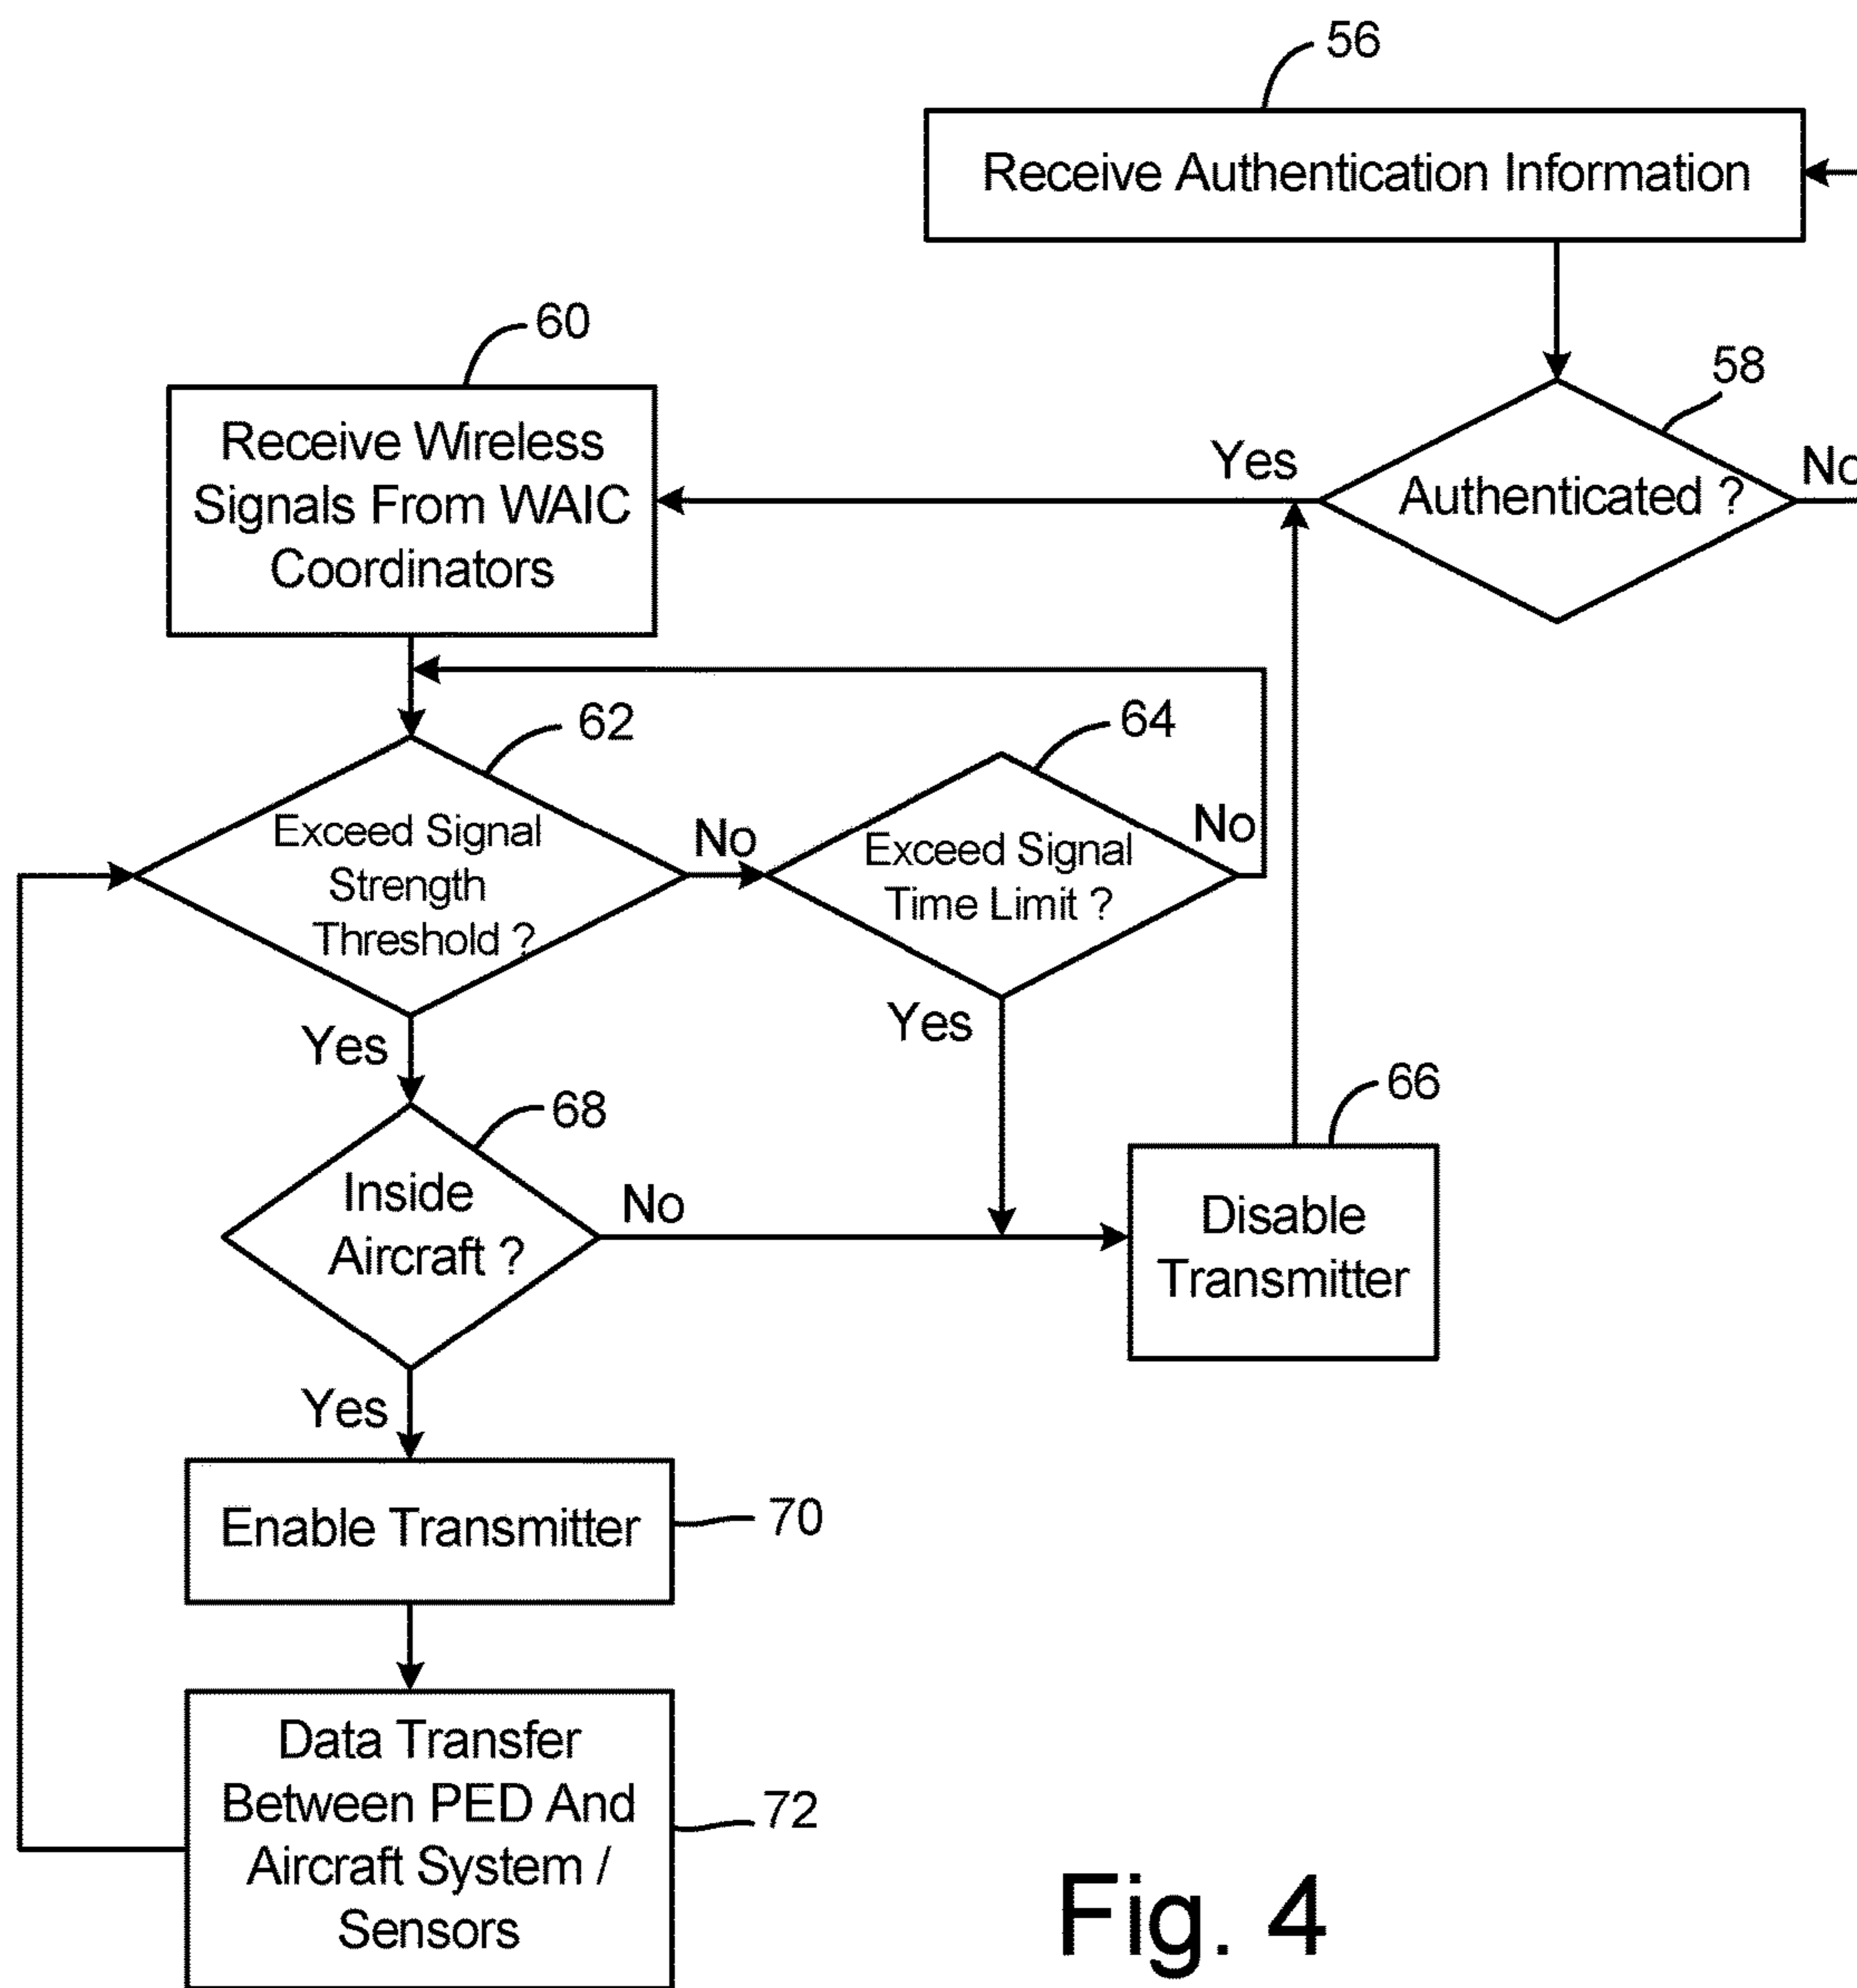 56
Receive Authentication Information
58
Authenticated ?
Yes
No
60
Receive Wireless
Signals From WAIC
Coordinators
62
Exceed Signal
Strength
Threshold ?
No
Yes
64
Exceed Signal
Time Limit ?
No
Yes
66
Disable
Transmitter
68
Inside
Aircraft ?
No
Yes
Enable Transmitter
70
Data Transfer
Between PED And
Aircraft System /
Sensors
72
Fig. 4